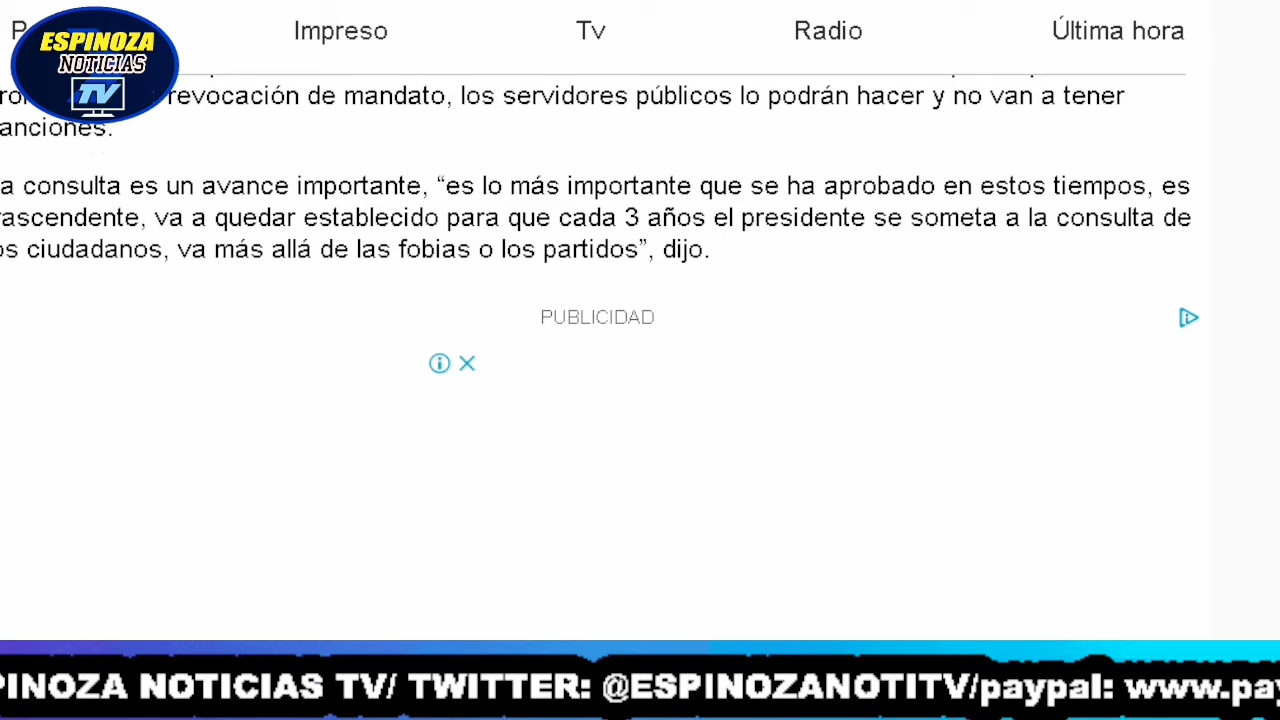 Impreso Tv Radio Última hora
ESPINOZA
NOTICIAS
TV
revocación de mandato, los servidores públicos lo podrán hacer y no van a tener
anciones.
a consulta es un avance importante, “es lo más importante que se ha aprobado en estos tiempos, es
rascendente, va a quedar establecido para que cada 3 años el presidente se someta a la consulta de
os ciudadanos, va más allá de las fobias o los partidos”, dijo.
PUBLICIDAD
PINOZA NOTICIAS TV/ TWITTER: @ESPINOZANOTITV/paypal: www.pay